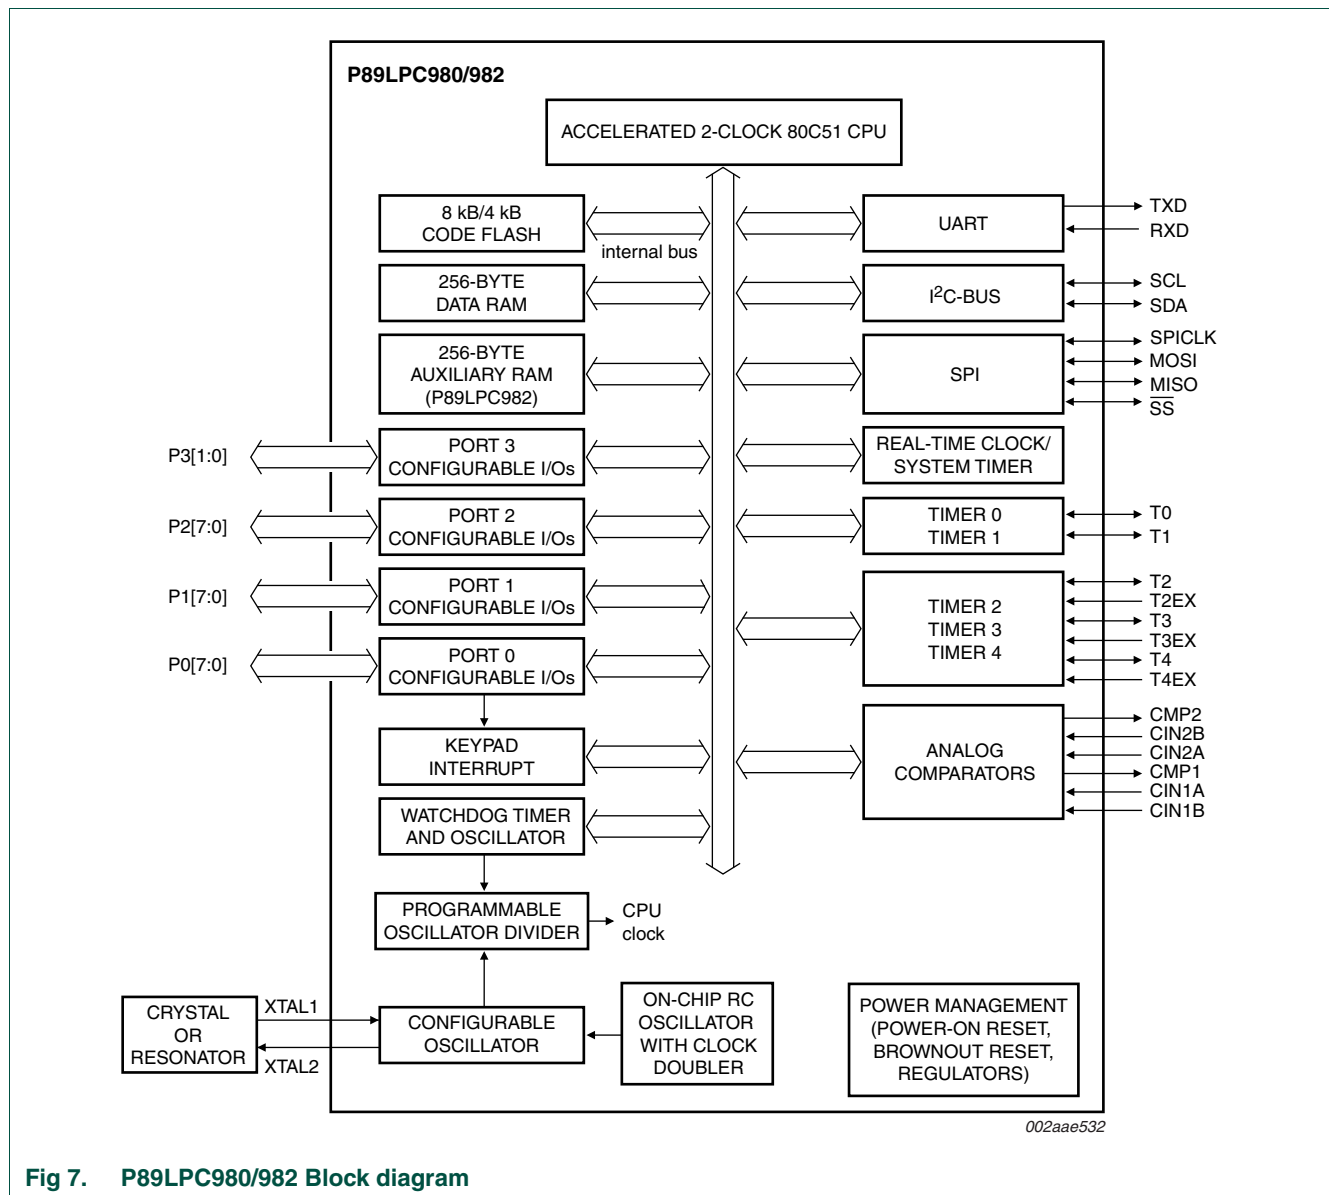 P89LPC980/982
ACCELERATED 2-CLOCK 80C51 CPU
8 kB/4 kB
CODE FLASH
internal bus
256-BYTE
DATA RAM
256-BYTE
AUXILIARY RAM
(P89LPC982)
P3[1:0]
PORT 3
CONFIGURABLE I/Os
P2[7:0]
PORT 2
CONFIGURABLE I/Os
P1[7:0]
PORT 1
CONFIGURABLE I/Os
P0[7:0]
PORT 0
CONFIGURABLE I/Os
KEYPAD
INTERRUPT
WATCHDOG TIMER
AND OSCILLATOR
PROGRAMMABLE
OSCILLATOR DIVIDER
CPU
clock
CRYSTAL
OR
RESONATOR
XTAL1
XTAL2
CONFIGURABLE
OSCILLATOR
ON-CHIP RC
OSCILLATOR
WITH CLOCK
DOUBLER
UART
TXD
RXD
I²C-BUS
SCL
SDA
SPI
SPICLK
MOSI
MISO
SS
REAL-TIME CLOCK/
SYSTEM TIMER
TIMER 0
TIMER 1
T0
T1
TIMER 2
TIMER 3
TIMER 4
T2
T2EX
T3
T3EX
T4
T4EX
ANALOG
COMPARATORS
CMP2
CIN2B
CIN2A
CMP1
CIN1A
CIN1B
POWER MANAGEMENT
(POWER-ON RESET,
BROWNOUT RESET,
REGULATORS)
002aae532
Fig 7. P89LPC980/982 Block diagram